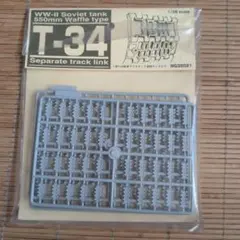 WW-II Soviet tank
550mm Waffle type
T-34
Separate track link